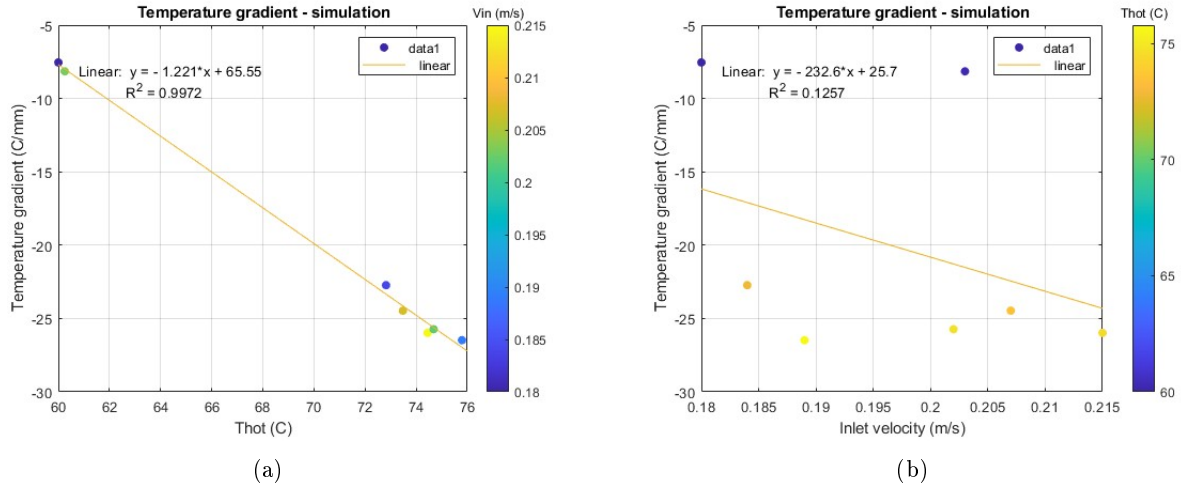 Temperature gradient - simulation
Vin (m/s)
-5
-10
-15
-20
-25
-30
Temperature gradient (C/mm)
data1
linear
Linear: y = - 1.221*x + 65.55
R² = 0.9972
60 62 64 66 68 70 72 74 76
Thot (C)
0.215
0.21
0.205
0.2
0.195
0.19
0.185
0.18
(a)
Temperature gradient - simulation
Thot (C)
-5
-10
-15
-20
-25
-30
Temperature gradient (C/mm)
data1
linear
Linear: y = - 232.6*x + 25.7
R² = 0.1257
0.18 0.185 0.19 0.195 0.2 0.205 0.21 0.215
Inlet velocity (m/s)
75
70
65
60
(b)